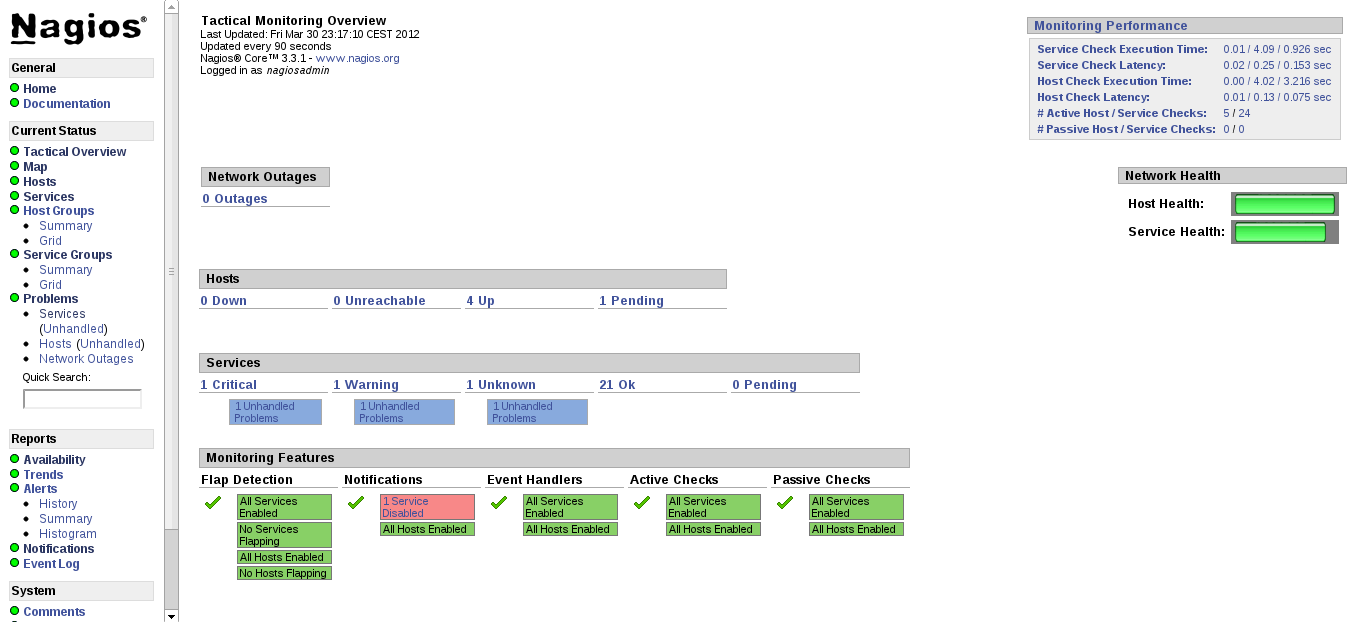 Nagios®
General
Home
Documentation
Current Status
Tactical Overview
Map
Hosts
Services
Host Groups
Summary
Grid
Service Groups
Summary
Grid
Problems
Services
(Unhandled)
Hosts (Unhandled)
Network Outages
Quick Search:
Reports
Availability
Trends
Alerts
History
Summary
Histogram
Notifications
Event Log
System
Comments
Tactical Monitoring Overview
Last Updated: Fri Mar 30 23:17:10 CEST 2012
Updated every 90 seconds
Nagios® Core™ 3.3.1 - www.nagios.org
Logged in as nagiosadmin
Monitoring Performance
Service Check Execution Time: 0.01 / 4.09 / 0.926 sec
Service Check Latency: 0.02 / 0.25 / 0.153 sec
Host Check Execution Time: 0.00 / 4.02 / 3.216 sec
Host Check Latency: 0.01 / 0.13 / 0.075 sec
# Active Host / Service Checks: 5 / 24
# Passive Host / Service Checks: 0 / 0
Network Outages
0 Outages
Network Health
Host Health:
Service Health:
Hosts
0 Down 0 Unreachable 4 Up 1 Pending
Services
1 Critical 1 Warning 1 Unknown 21 Ok 0 Pending
1 Unhandled 1 Unhandled 1 Unhandled
Problems Problems Problems
Monitoring Features
Flap Detection Notifications Event Handlers Active Checks Passive Checks
All Services 1 Service All Services All Services All Services
Enabled Disabled Enabled Enabled Enabled
No Services All Hosts Enabled All Hosts Enabled All Hosts Enabled All Hosts Enabled
Flapping
All Hosts Enabled
No Hosts Flapping